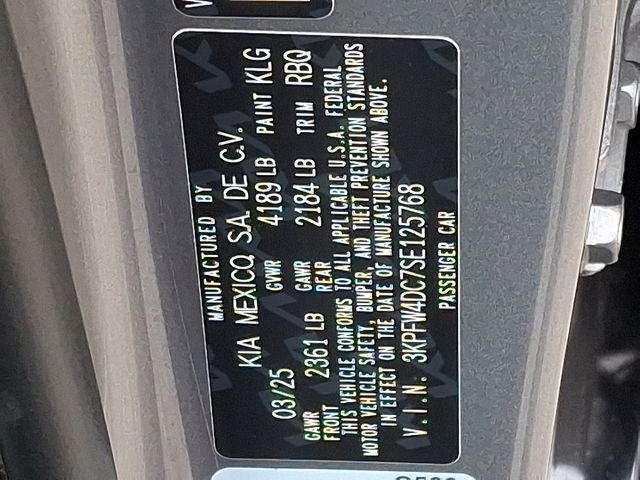 MANUFACTURED BY
KIA MEXICO S.A. DE C.V.
03/25 GVWR 4189 LB PAINT KLG
GAWR FRONT 2361 LB GAWR REAR 2184 LB TRIM RBQ
THIS VEHICLE CONFORMS TO ALL APPLICABLE U.S.A. FEDERAL
MOTOR VEHICLE SAFETY, BUMPER, AND THEFT PREVENTION STANDARDS
IN EFFECT ON THE DATE OF MANUFACTURE SHOWN ABOVE.
V.I.N. 3KPFW4DC7SE125768
PASSENGER CAR